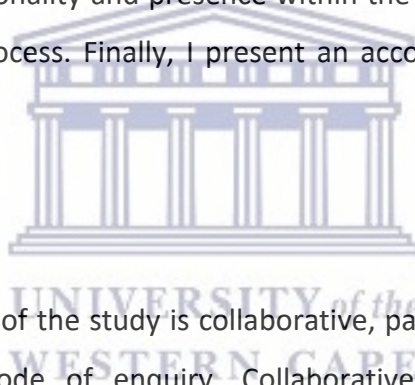 onality and presence within the
ocess. Finally, I present an acco
UNIVERSITY of the
of the study is collaborative, pa
WESTERN CAPE
ode of enquiry. Collaborative